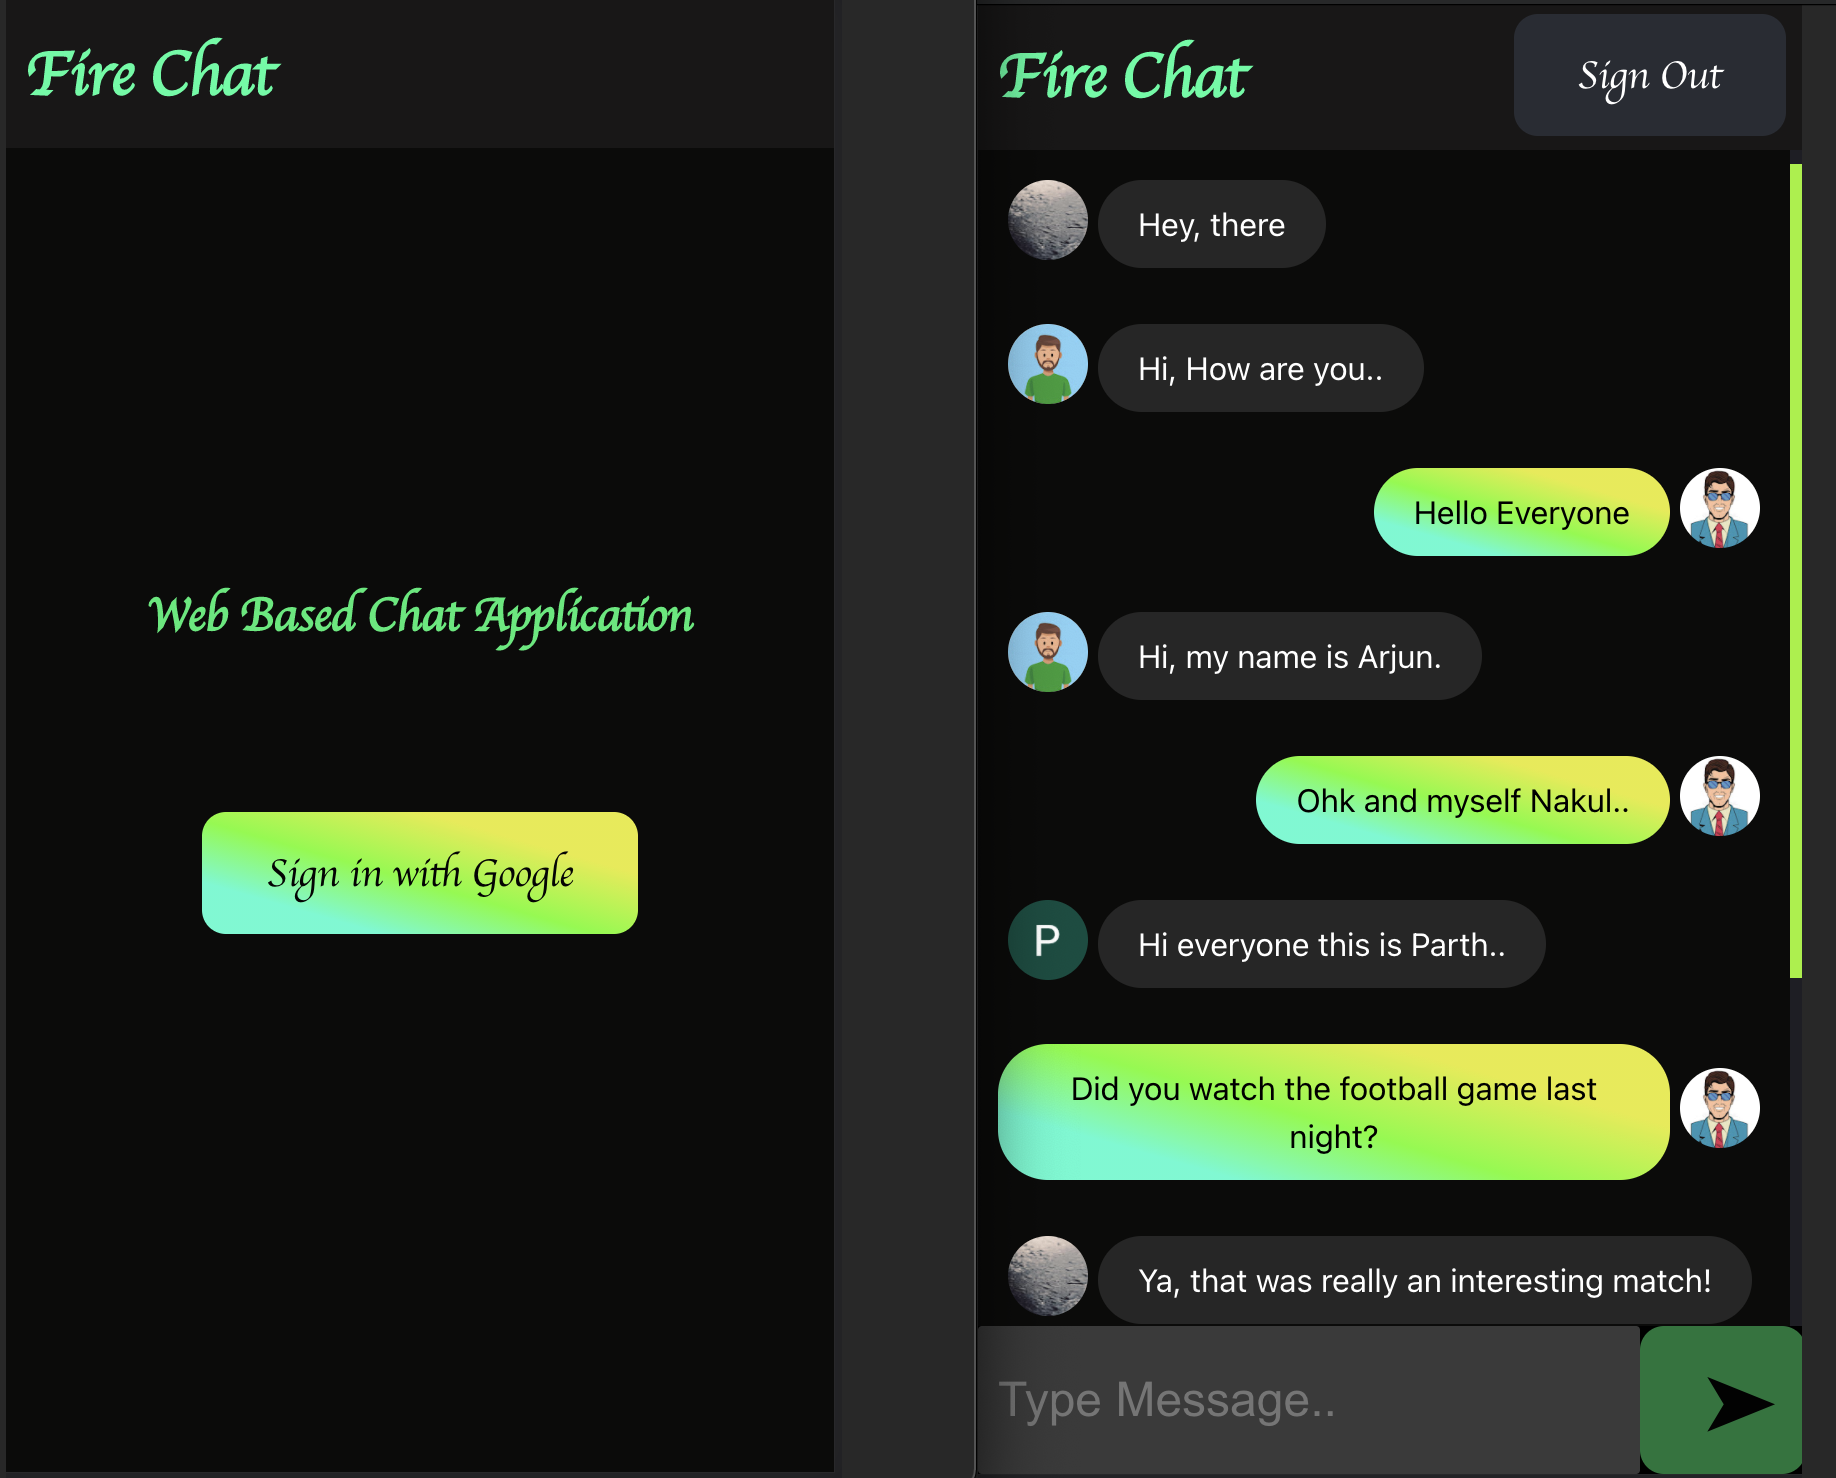 Fire Chat
Web Based Chat Application
Sign in with Google
Fire Chat
Sign Out
Hey, there
Hi, How are you..
Hello Everyone
Hi, my name is Arjun.
Ohk and myself Nakul..
P
Hi everyone this is Parth..
Did you watch the football game last
night?
Ya, that was really an interesting match!
Type Message..